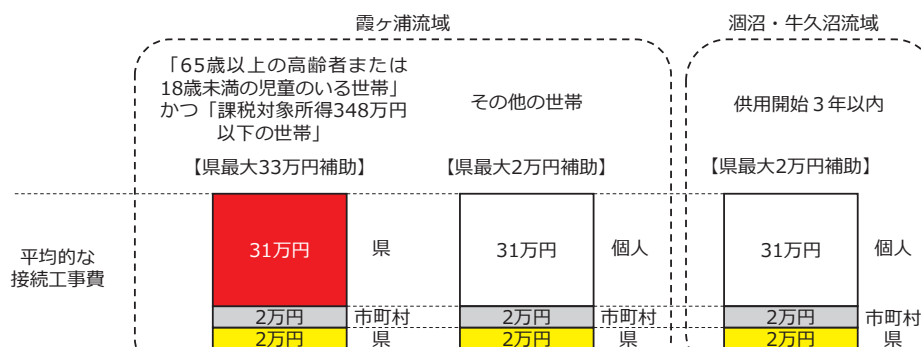 霞ヶ浦流域
涸沼・牛久沼流域
「65歳以上の高齢者または
18歳未満の児童のいる世帯」
かつ「課税対象所得348万円
以下の世帯」
その他の世帯
供用開始３年以内
【県最大33万円補助】
【県最大2万円補助】
【県最大2万円補助】
平均的な
接続工事費
31万円
県
31万円
個人
31万円
個人
2万円
市町村
2万円
市町村
2万円
市町村
2万円
県
2万円
県
2万円
県